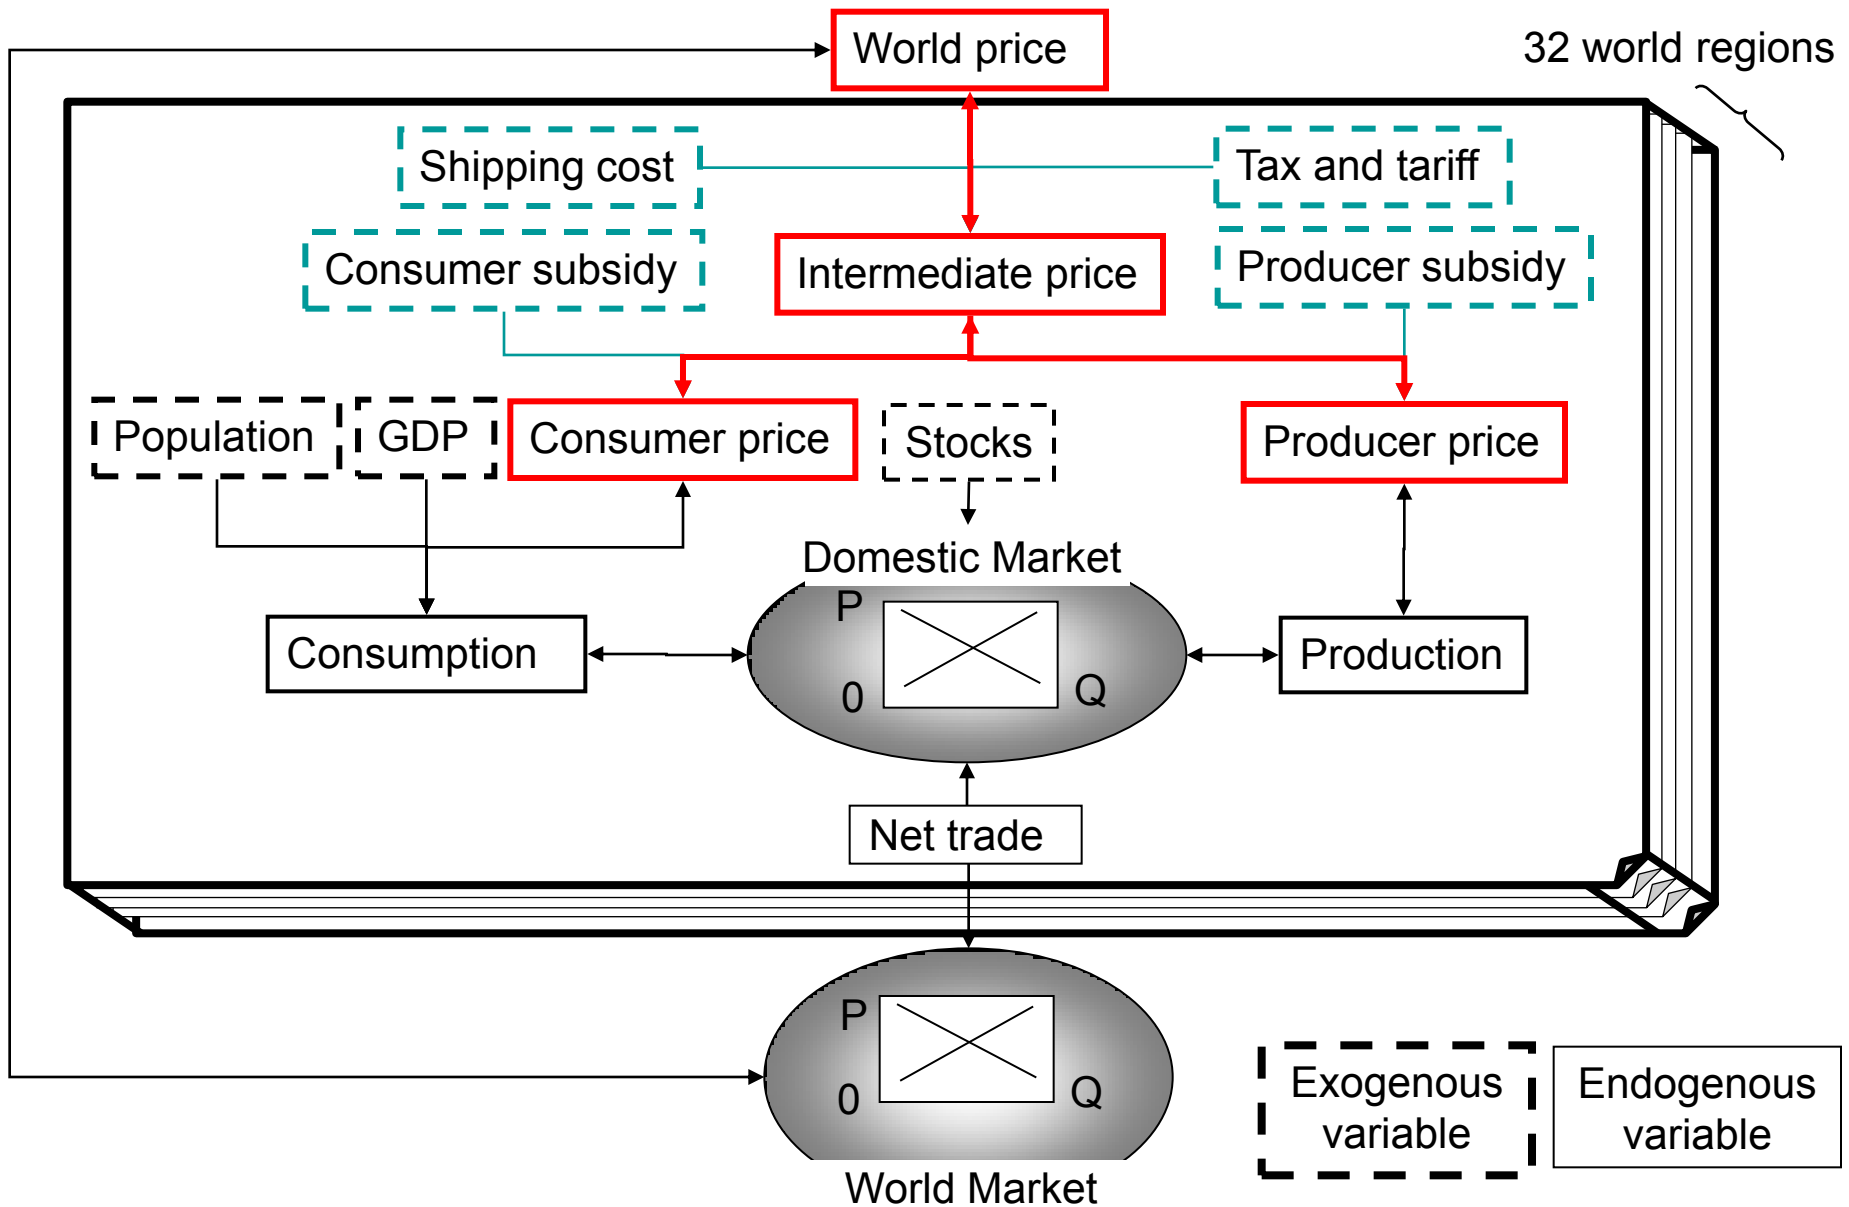 World price
32 world regions
Shipping cost
Tax and tariff
Consumer subsidy
Intermediate price
Producer subsidy
Population
GDP
Consumer price
Stocks
Producer price
Domestic Market
P
0
Q
Consumption
Production
Net trade
P
0
Q
World Market
Exogenous
variable
Endogenous
variable